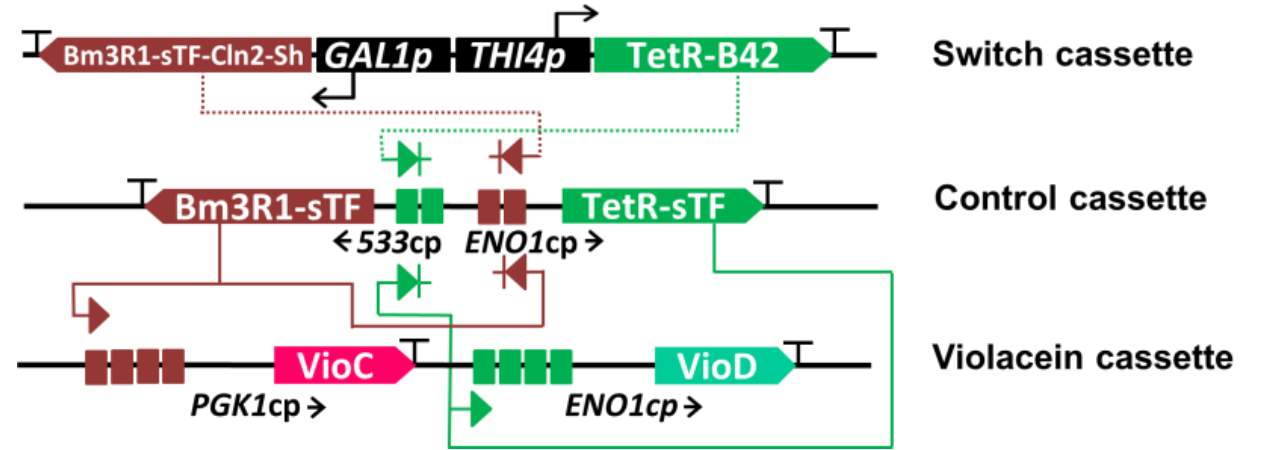 Bm3R1-sTF-Cln2-Sh GAL1p THI4p TetR-B42 Switch cassette
Bm3R1-sTF TetR-sTF Control cassette
533cp ENO1cp
VioC VioD Violacein cassette
PGK1cp ENO1cp